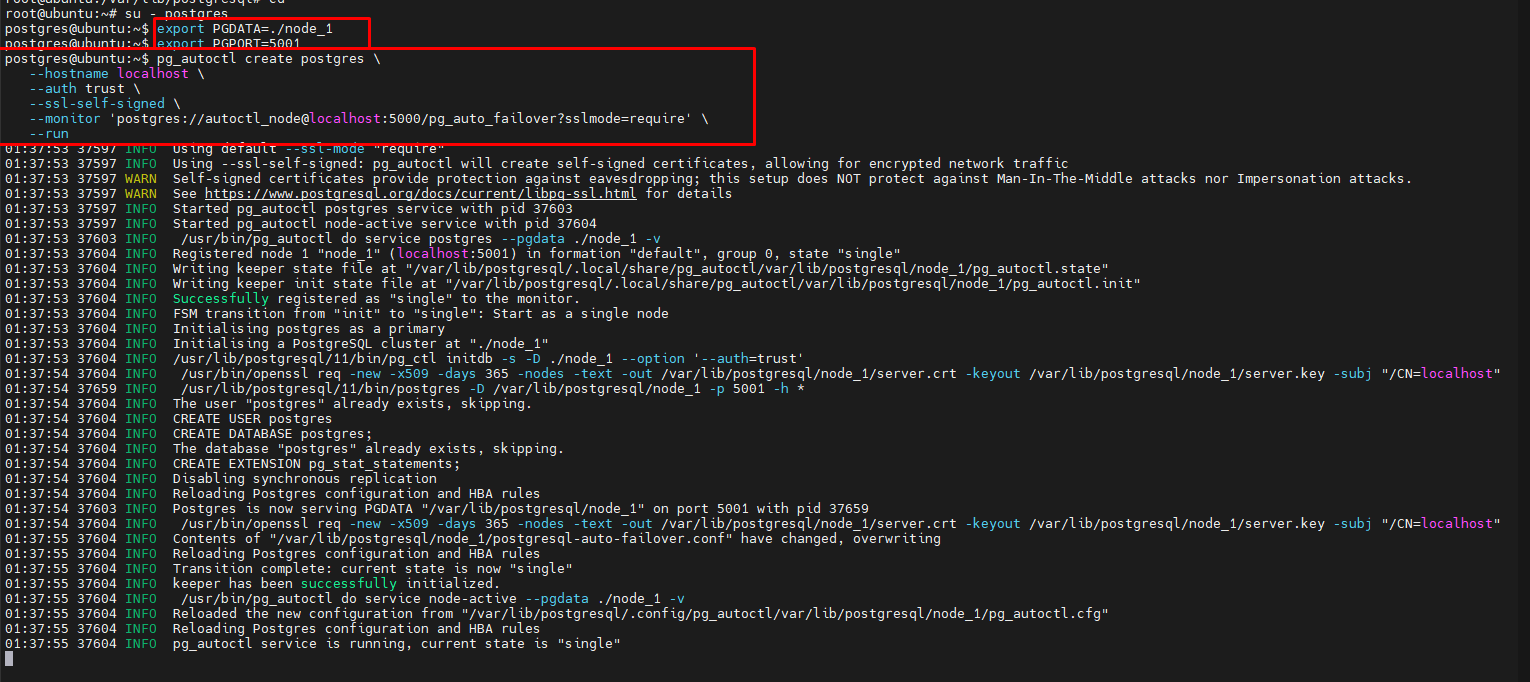 root@ubuntu:/var/lib/postgresql# cd
root@ubuntu:~# su - postgres
postgres@ubuntu:~$ export PGDATA=./node_1
postgres@ubuntu:~$ export PGPORT=5001
postgres@ubuntu:~$ pg_autoctl create postgres \
   --hostname localhost \
   --auth trust \
   --ssl-self-signed \
   --monitor 'postgres://autoctl_node@localhost:5000/pg_auto_failover?sslmode=require' \
   --run
01:37:53 37597 INFO  Using default --ssl-mode "require"
01:37:53 37597 INFO  Using --ssl-self-signed: pg_autoctl will create self-signed certificates, allowing for encrypted network traffic
01:37:53 37597 WARN  Self-signed certificates provide protection against eavesdropping; this setup does NOT protect against Man-In-The-Middle attacks nor Impersonation attacks.
01:37:53 37597 WARN  See https://www.postgresql.org/docs/current/libpq-ssl.html for details
01:37:53 37597 INFO  Started pg_autoctl postgres service with pid 37603
01:37:53 37597 INFO  Started pg_autoctl node-active service with pid 37604
01:37:53 37603 INFO   /usr/bin/pg_autoctl do service postgres --pgdata ./node_1 -v
01:37:53 37604 INFO  Registered node 1 "node_1" (localhost:5001) in formation "default", group 0, state "single"
01:37:53 37604 INFO  Writing keeper state file at "/var/lib/postgresql/.local/share/pg_autoctl/var/lib/postgresql/node_1/pg_autoctl.state"
01:37:53 37604 INFO  Writing keeper init state file at "/var/lib/postgresql/.local/share/pg_autoctl/var/lib/postgresql/node_1/pg_autoctl.init"
01:37:53 37604 INFO  Successfully registered as "single" to the monitor.
01:37:53 37604 INFO  FSM transition from "init" to "single": Start as a single node
01:37:53 37604 INFO  Initialising postgres as a primary
01:37:53 37604 INFO  Initialising a PostgreSQL cluster at "./node_1"
01:37:53 37604 INFO  /usr/lib/postgresql/11/bin/pg_ctl initdb -s -D ./node_1 --option '--auth=trust'
01:37:54 37604 INFO   /usr/bin/openssl req -new -x509 -days 365 -nodes -text -out /var/lib/postgresql/node_1/server.crt -keyout /var/lib/postgresql/node_1/server.key -subj "/CN=localhost"
01:37:54 37659 INFO   /usr/lib/postgresql/11/bin/postgres -D /var/lib/postgresql/node_1 -p 5001 -h *
01:37:54 37604 INFO  The user "postgres" already exists, skipping.
01:37:54 37604 INFO  CREATE USER postgres
01:37:54 37604 INFO  CREATE DATABASE postgres;
01:37:54 37604 INFO  The database "postgres" already exists, skipping.
01:37:54 37604 INFO  CREATE EXTENSION pg_stat_statements;
01:37:54 37604 INFO  Disabling synchronous replication
01:37:54 37604 INFO  Reloading Postgres configuration and HBA rules
01:37:54 37603 INFO  Postgres is now serving PGDATA "/var/lib/postgresql/node_1" on port 5001 with pid 37659
01:37:54 37604 INFO   /usr/bin/openssl req -new -x509 -days 365 -nodes -text -out /var/lib/postgresql/node_1/server.crt -keyout /var/lib/postgresql/node_1/server.key -subj "/CN=localhost"
01:37:55 37604 INFO  Contents of "/var/lib/postgresql/node_1/postgresql-auto-failover.conf" have changed, overwriting
01:37:55 37604 INFO  Reloading Postgres configuration and HBA rules
01:37:55 37604 INFO  Transition complete: current state is now "single"
01:37:55 37604 INFO  keeper has been successfully initialized.
01:37:55 37604 INFO   /usr/bin/pg_autoctl do service node-active --pgdata ./node_1 -v
01:37:55 37604 INFO  Reloaded the new configuration from "/var/lib/postgresql/.config/pg_autoctl/var/lib/postgresql/node_1/pg_autoctl.cfg"
01:37:55 37604 INFO  Reloading Postgres configuration and HBA rules
01:37:55 37604 INFO  pg_autoctl service is running, current state is "single"